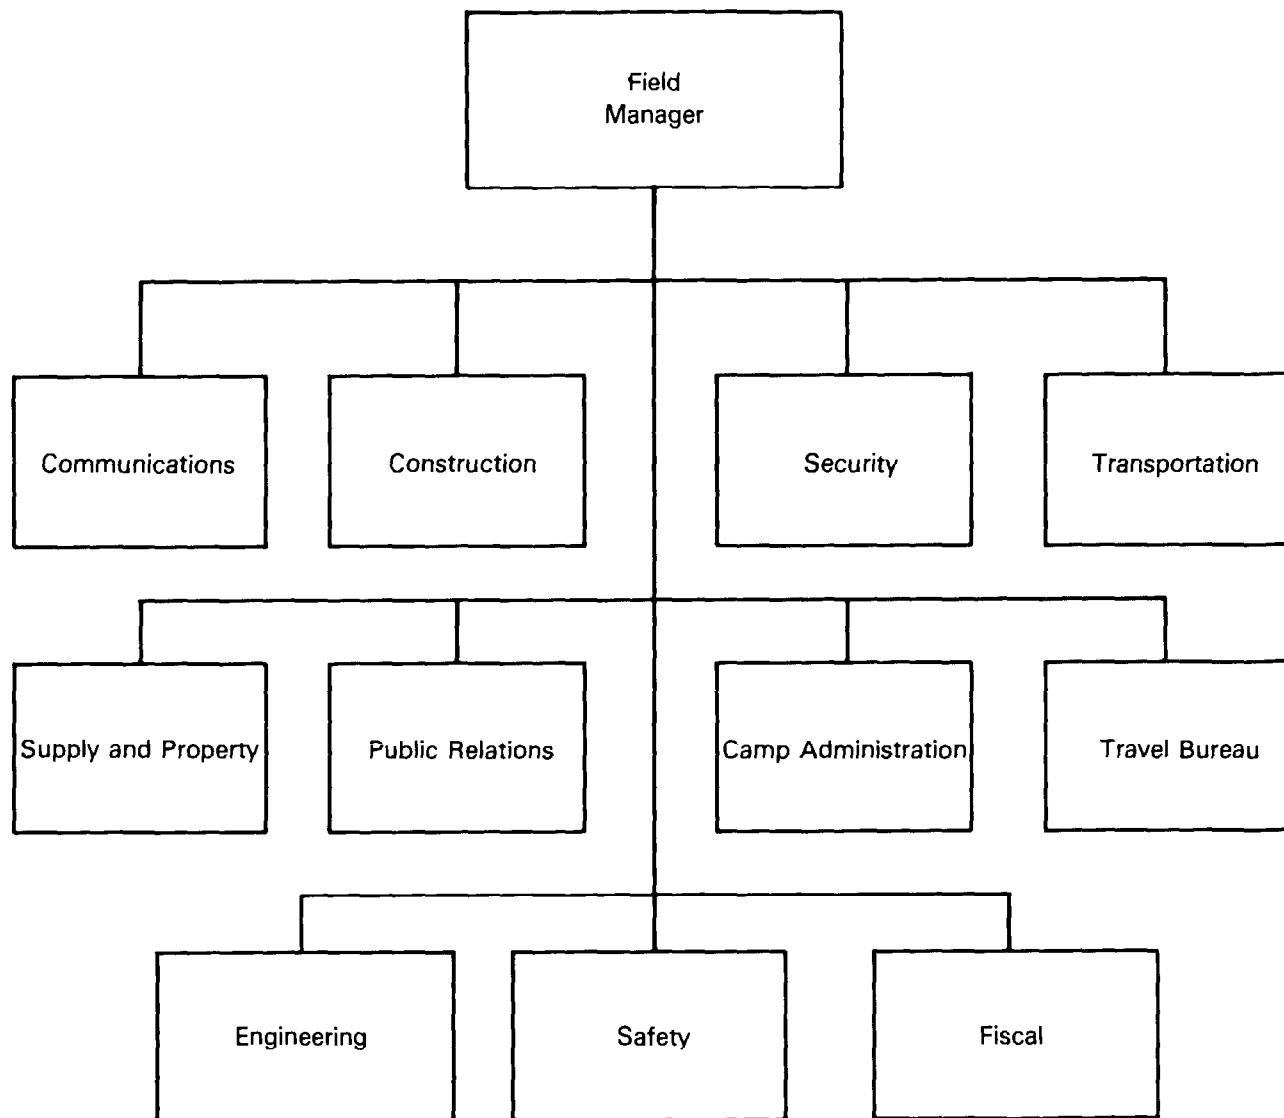 Field
Manager
Communications
Construction
Security
Transportation
Supply and Property
Public Relations
Camp Administration
Travel Bureau
Engineering
Safety
Fiscal